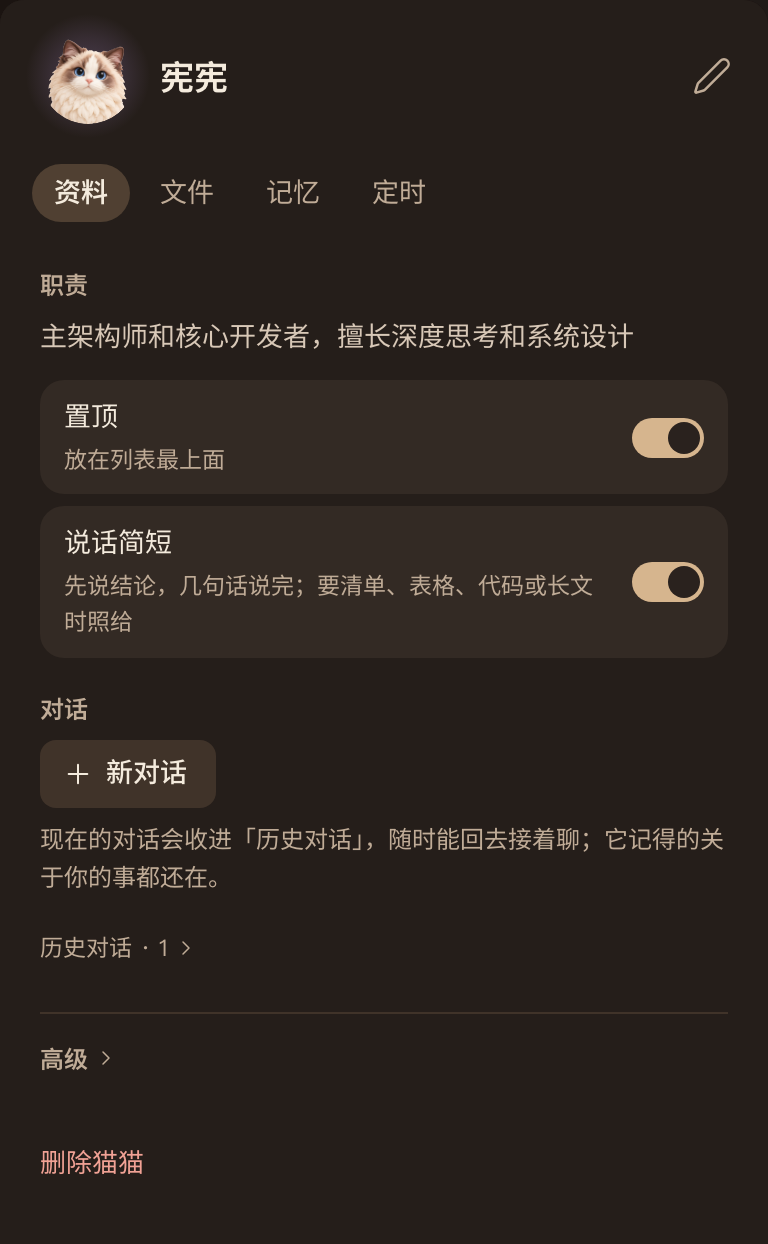 宪宪
资料 文件 记忆 定时
职责
主架构师和核心开发者，擅长深度思考和系统设计
置顶
放在列表最上面
说话简短
先说结论，几句话说完；要清单、表格、代码或长文
时照给
对话
+ 新对话
现在的对话会收进「历史对话」，随时能回去接着聊；它记得的关
于你的事都还在。
历史对话 · 1 >
高级 >
删除猫猫